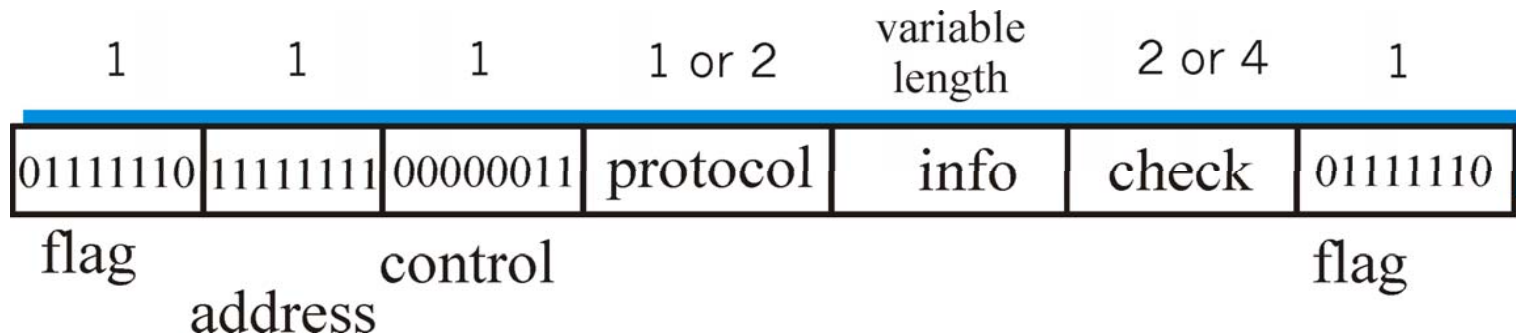 1 1 1 1 or 2 variable length 2 or 4 1
01111110 11111111 00000011 protocol info check 01111110
flag control flag
address